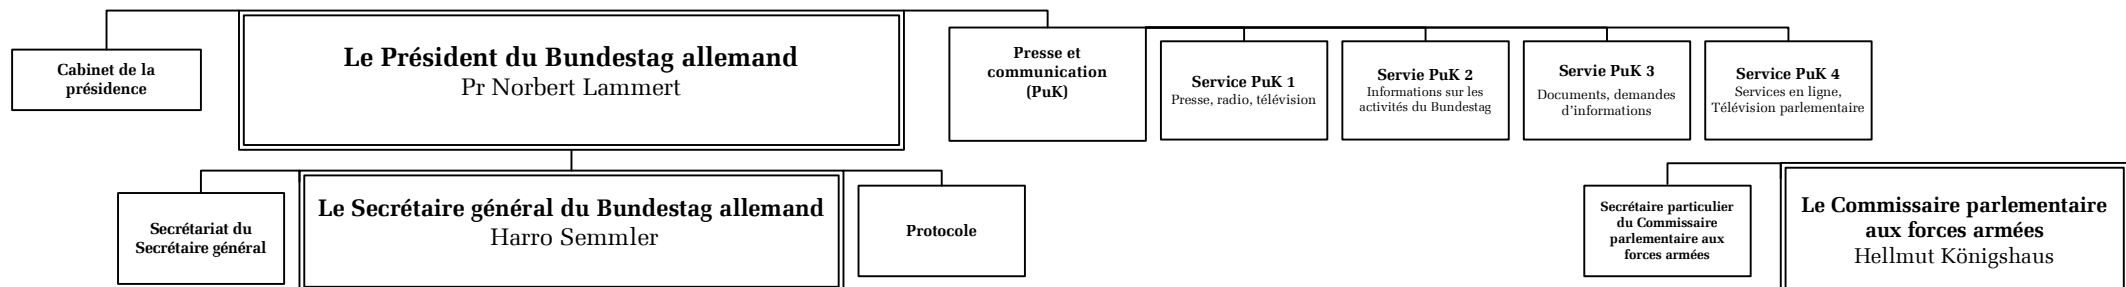 Cabinet de la
présidence
Le Président du Bundestag allemand
Pr Norbert Lammert
Presse et
communication
(PuK)
Service PuK 1
Presse, radio, télévision
Servie PuK 2
Informations sur les
activités du Bundestag
Servie PuK 3
Documents, demandes
d'informations
Service PuK 4
Services en ligne,
Télévision parlementaire
Secrétariat du
Secrétaire général
Le Secrétaire général du Bundestag allemand
Harro Semmler
Protocole
Secrétaire particulier
du Commissaire
parlementaire aux
forces armées
Le Commissaire parlementaire
aux forces armées
Hellmut Königshaus